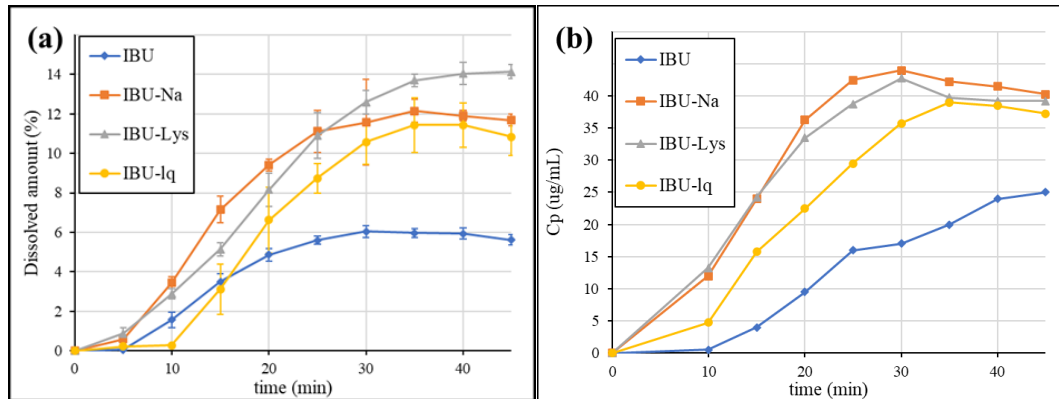 (a)
IBU
IBU-Na
IBU-Lys
IBU-lq
Dissolved amount (%)
14
12
10
8
6
4
2
0
0 10 20 30 40
time (min)
(b)
IBU
IBU-Na
IBU-Lys
IBU-lq
Cp (ug/mL)
40
35
30
25
20
15
10
5
0
0 10 20 30 40
time (min)